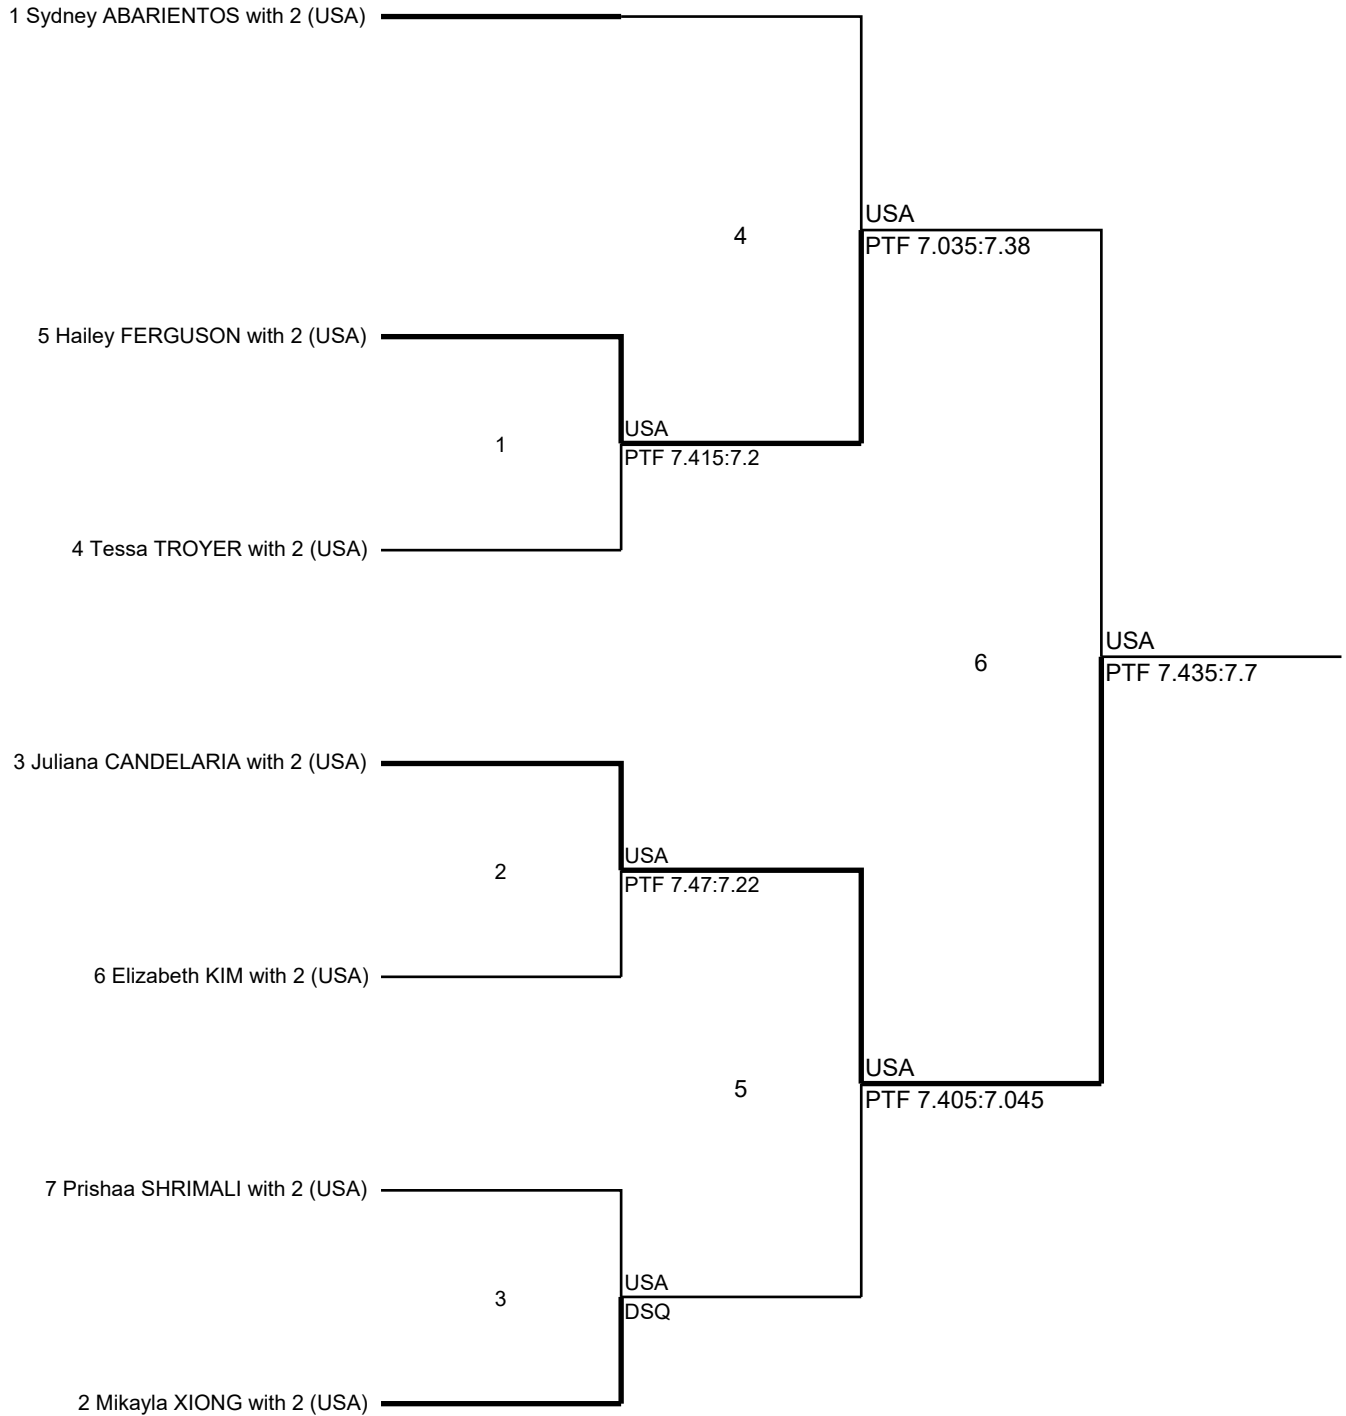 1 Sydney ABARIENTOS with 2 (USA)
USA
4
PTF 7.035:7.38
5 Hailey FERGUSON with 2 (USA)
USA
1
PTF 7.415:7.2
4 Tessa TROYER with 2 (USA)
USA
6
PTF 7.435:7.7
3 Juliana CANDELARIA with 2 (USA)
USA
2
PTF 7.47:7.22
6 Elizabeth KIM with 2 (USA)
USA
5
PTF 7.405:7.045
7 Prishaa SHRIMALI with 2 (USA)
USA
3
DSQ
2 Mikayla XIONG with 2 (USA)